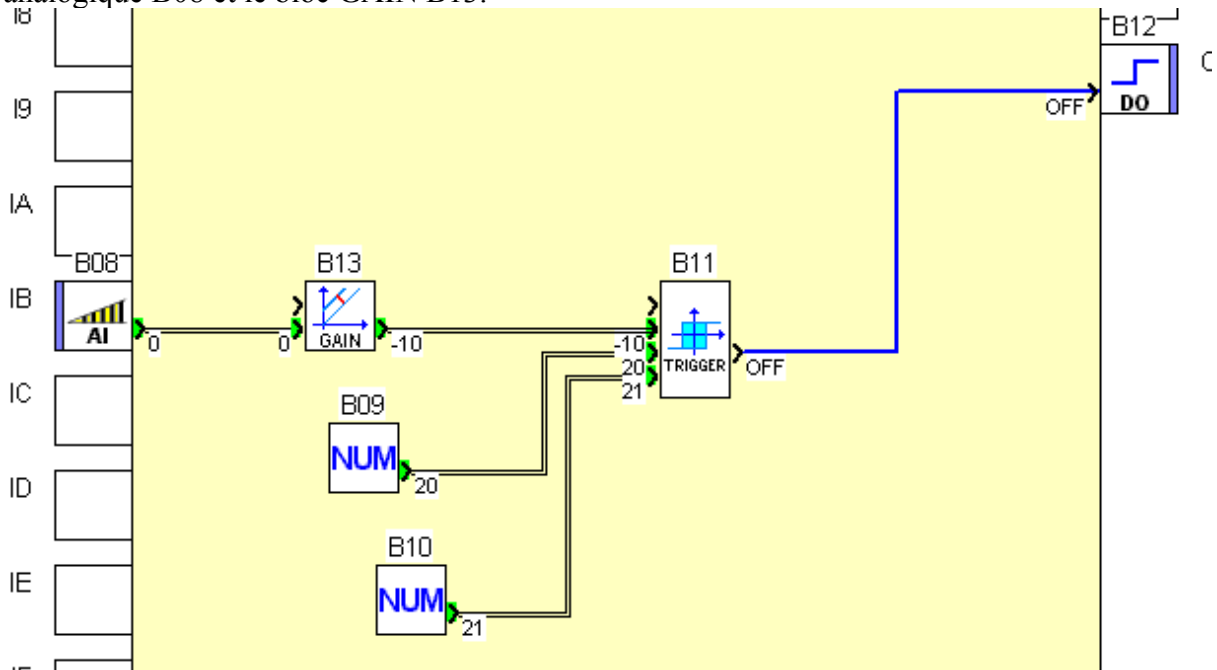 analogique B08 et le bloc GAIN B13.
I8
B12
DO
OFF
I9
IA
B08
B13
B11
IB
AI
0
0
GAIN
-10
-10
20
21
TRIGGER
OFF
IC
B09
NUM
20
ID
B10
IE
NUM
21